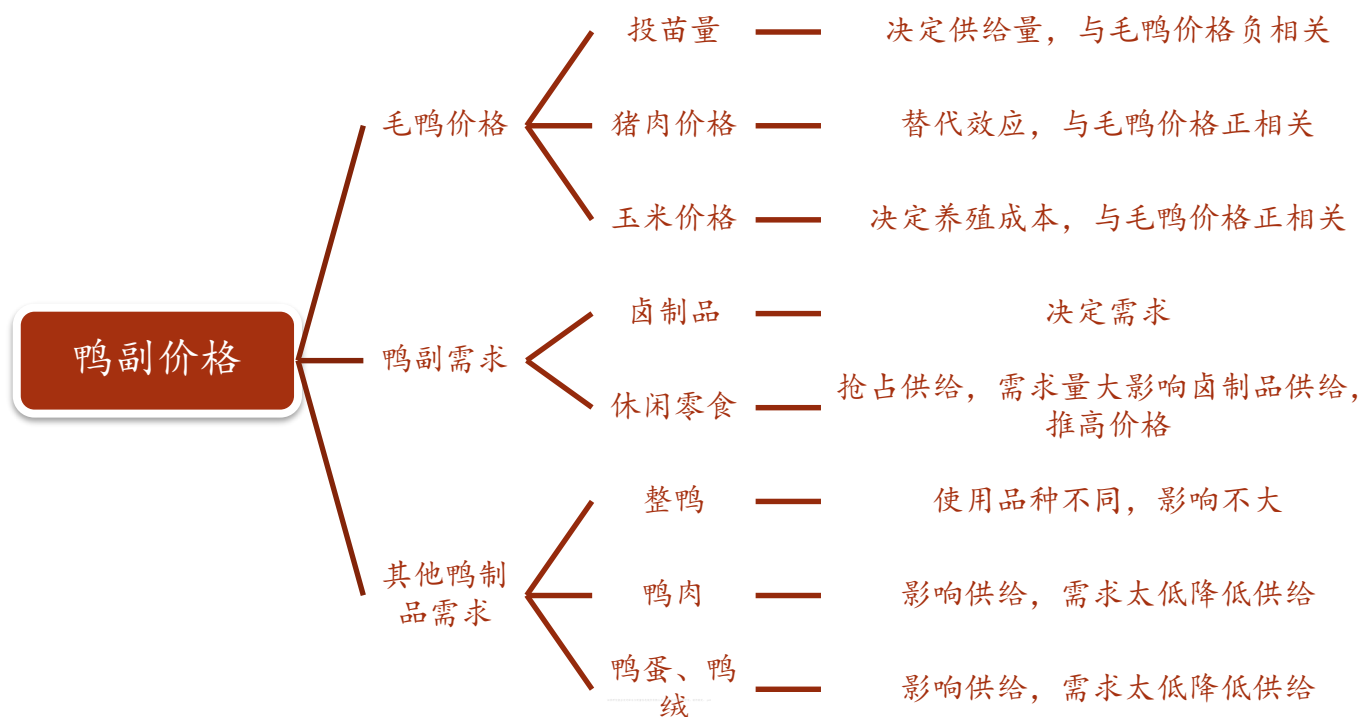 鸭副价格
毛鸭价格
投苗量
决定供给量，与毛鸭价格负相关
猪肉价格
替代效应，与毛鸭价格正相关
玉米价格
决定养殖成本，与毛鸭价格正相关
鸭副需求
卤制品
决定需求
休闲零食
抢占供给，需求量大影响卤制品供给，
推高价格
其他鸭制
品需求
整鸭
使用品种不同，影响不大
鸭肉
影响供给，需求太低降低供给
鸭蛋、鸭
绒
影响供给，需求太低降低供给